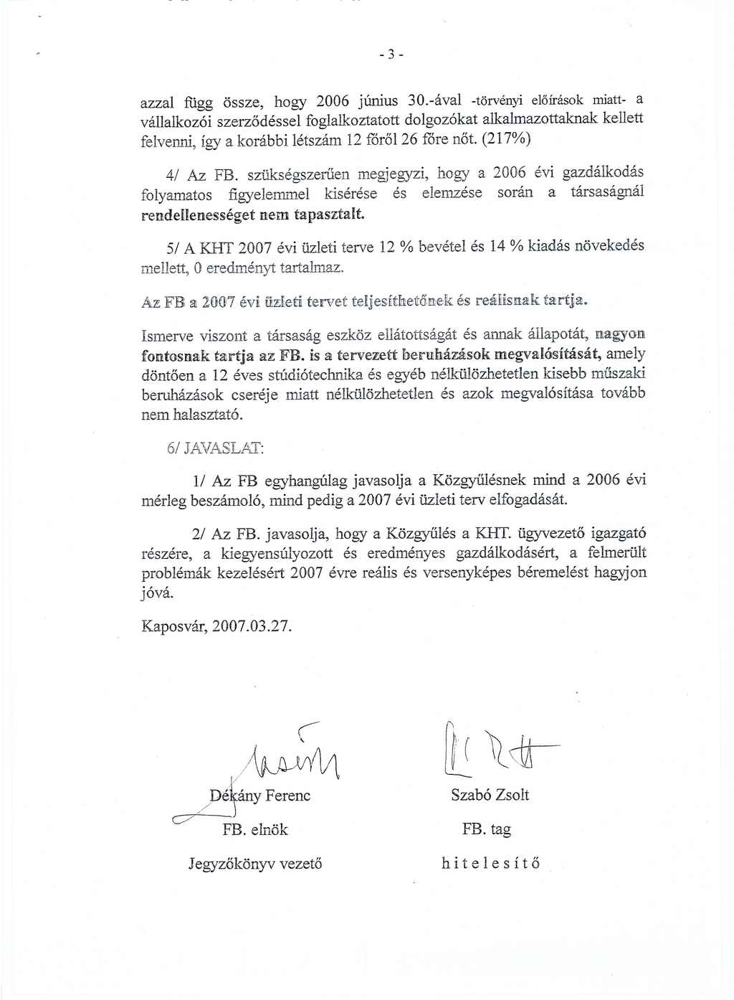 - 3 -
azzal függ össze, hogy 2006 június 30.-ával -törvényi előírások miatt- a
vállalkozói szerződéssel foglalkoztatott dolgozókat alkalmazottaknak kellett
felvenni, így a korábbi létszám 12 főről 26 főre nőt. (217%)
4/ Az FB. szükségszerűen megjegyzi, hogy a 2006 évi gazdálkodás
folyamatos figyelemmel kisérése és elemzése során a társaságnál
rendellenességet nem tapasztalt.
5/ A KHT 2007 évi üzleti terve 12 % bevétel és 14 % kiadás növekedés
mellett, 0 eredményt tartalmaz.
Az FB a 2007 évi üzleti tervet teljesíthetőnek és reálisnak tartja.
Ismerve viszont a társaság eszköz ellátottságát és annak állapotát, nagyon
fontosnak tartja az FB. is a tervezett beruházások megvalósítását, amely
döntően a 12 éves stúdiótechnika és egyéb nélkülözhetetlen kisebb műszaki
beruházások cseréje miatt nélkülözhetetlen és azok megvalósítása tovább
nem halasztató.
6/ JAVASLAT:
1/ Az FB egyhangúlag javasolja a Közgyűlésnek mind a 2006 évi
mérleg beszámoló, mind pedig a 2007 évi üzleti terv elfogadását.
2/ Az FB. javasolja, hogy a Közgyűlés a KHT. ügyvezető igazgató
részére, a kiegyensúlyozott és eredményes gazdálkodásért, a felmerült
problémák kezelésért 2007 évre reális és versenyképes béremelést hagyjon
jóvá.
Kaposvár, 2007.03.27.
Dékány Ferenc
Szabó Zsolt
FB. elnök
FB. tag
Jegyzőkönyv vezető
hitelesítő